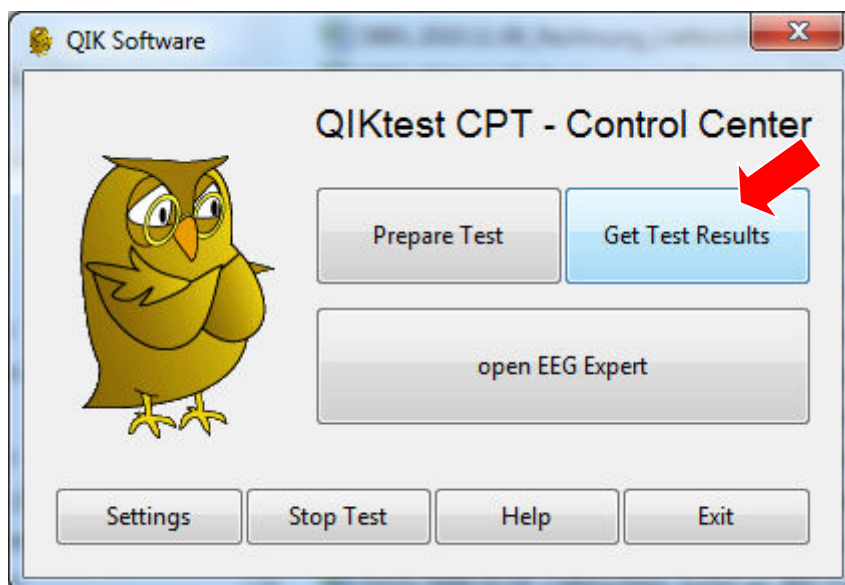 QIK Software
QIKtest CPT - Control Center
Prepare Test
Get Test Results
open EEG Expert
Settings
Stop Test
Help
Exit